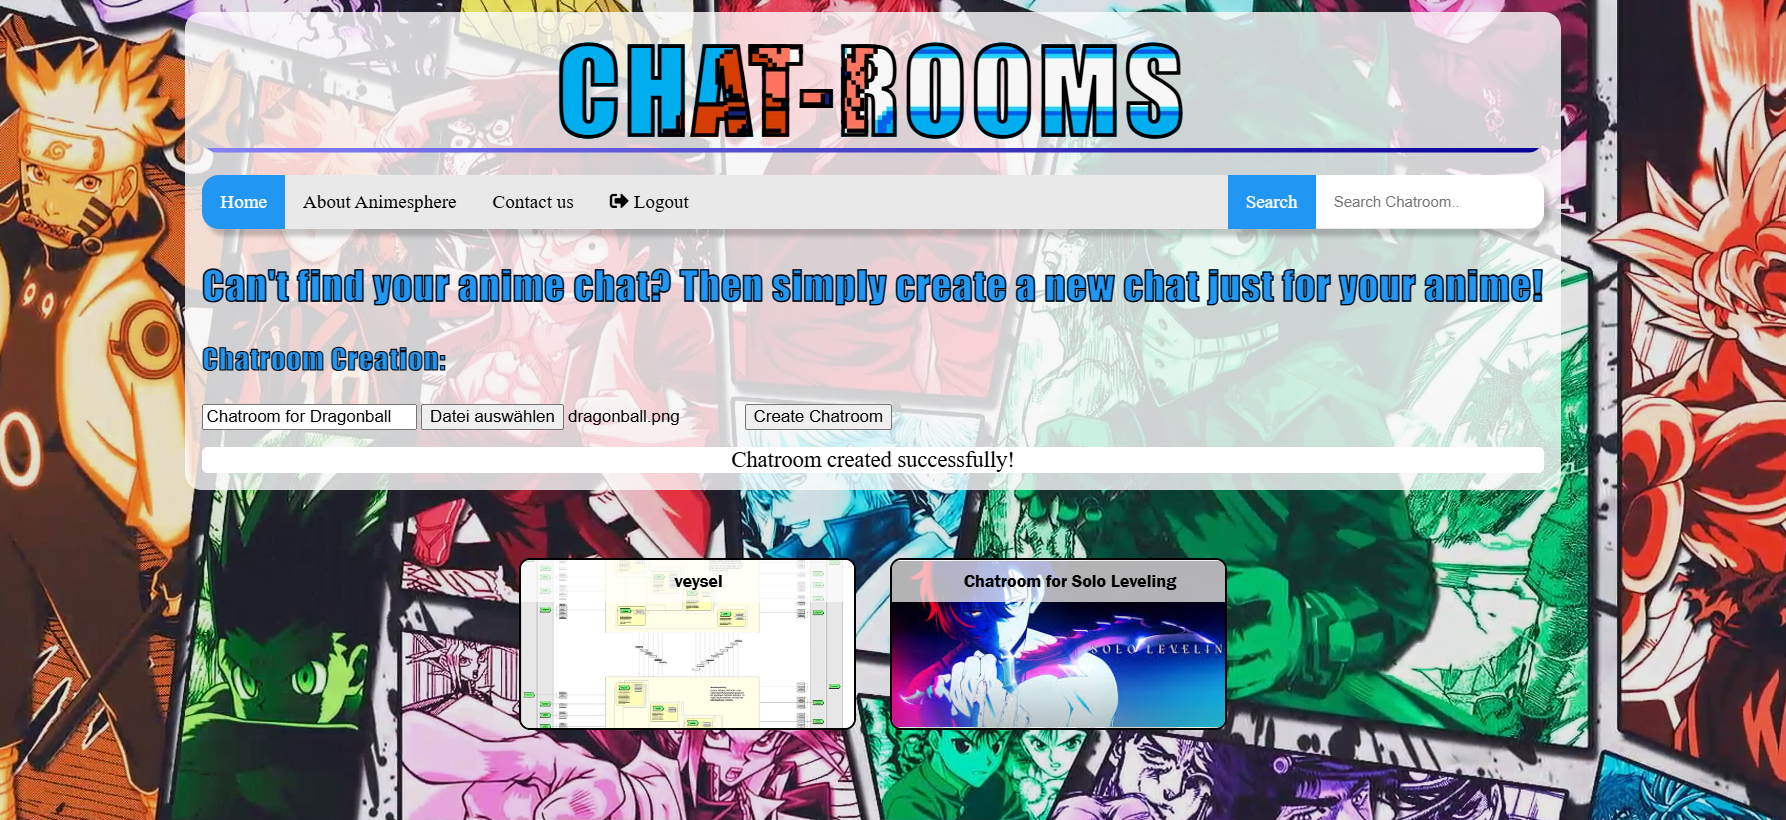 CHAT-ROOMS
Home About Animesphere Contact us Logout Search Search Chatroom..
Can't find your anime chat? Then simply create a new chat just for your anime!
Chatroom Creation:
Chatroom for Dragonball Datei auswählen dragonball.png Create Chatroom
Chatroom created successfully!
veysel Chatroom for Solo Leveling
SOLO LEVELIN